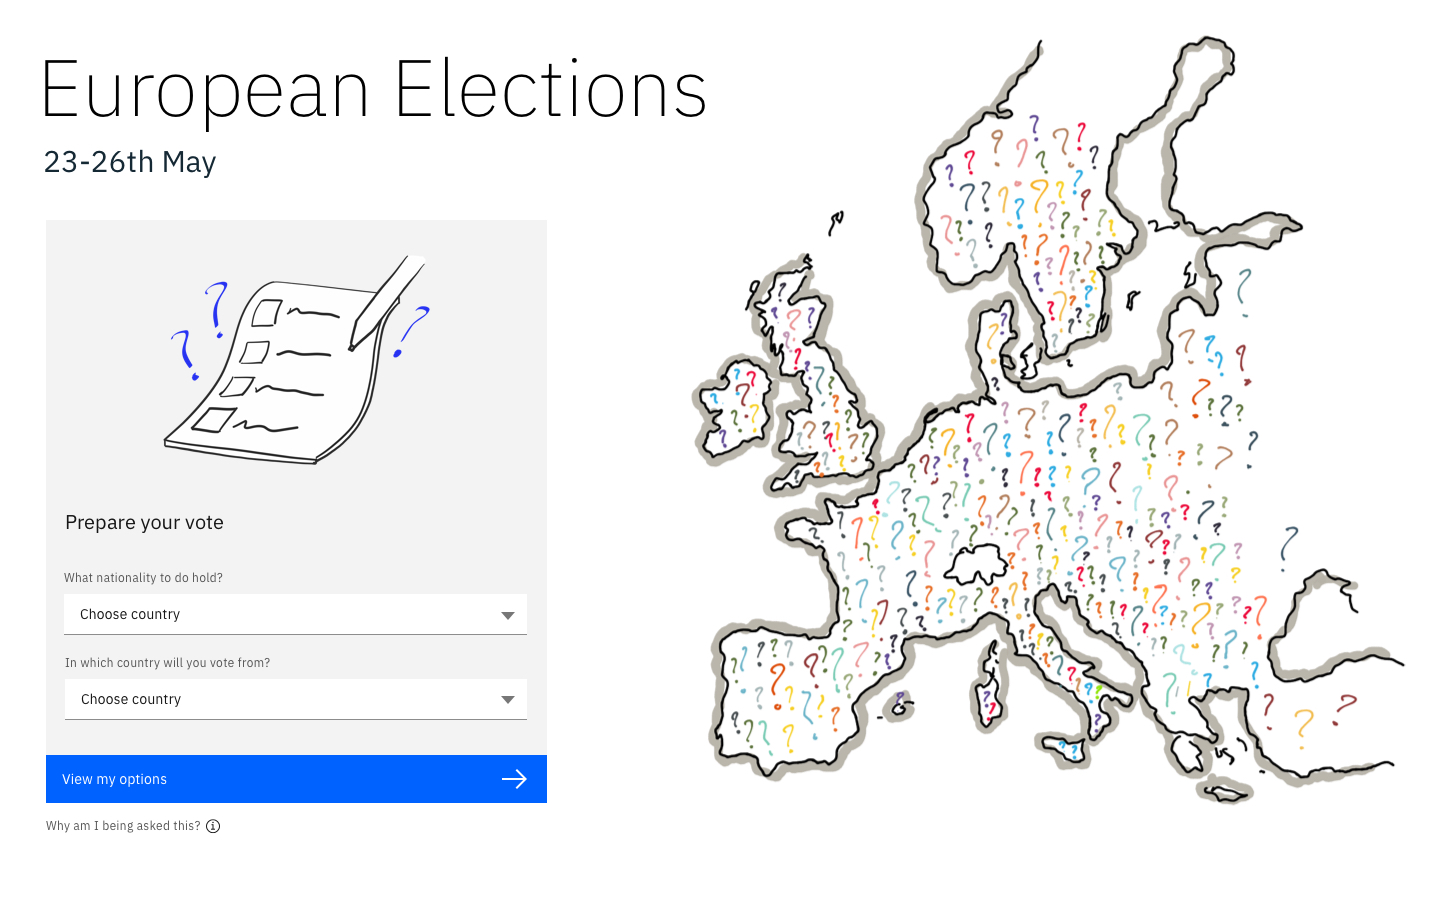 European Elections
23-26th May
Prepare your vote
What nationality to do hold?
Choose country
In which country will you vote from?
Choose country
View my options
Why am I being asked this?